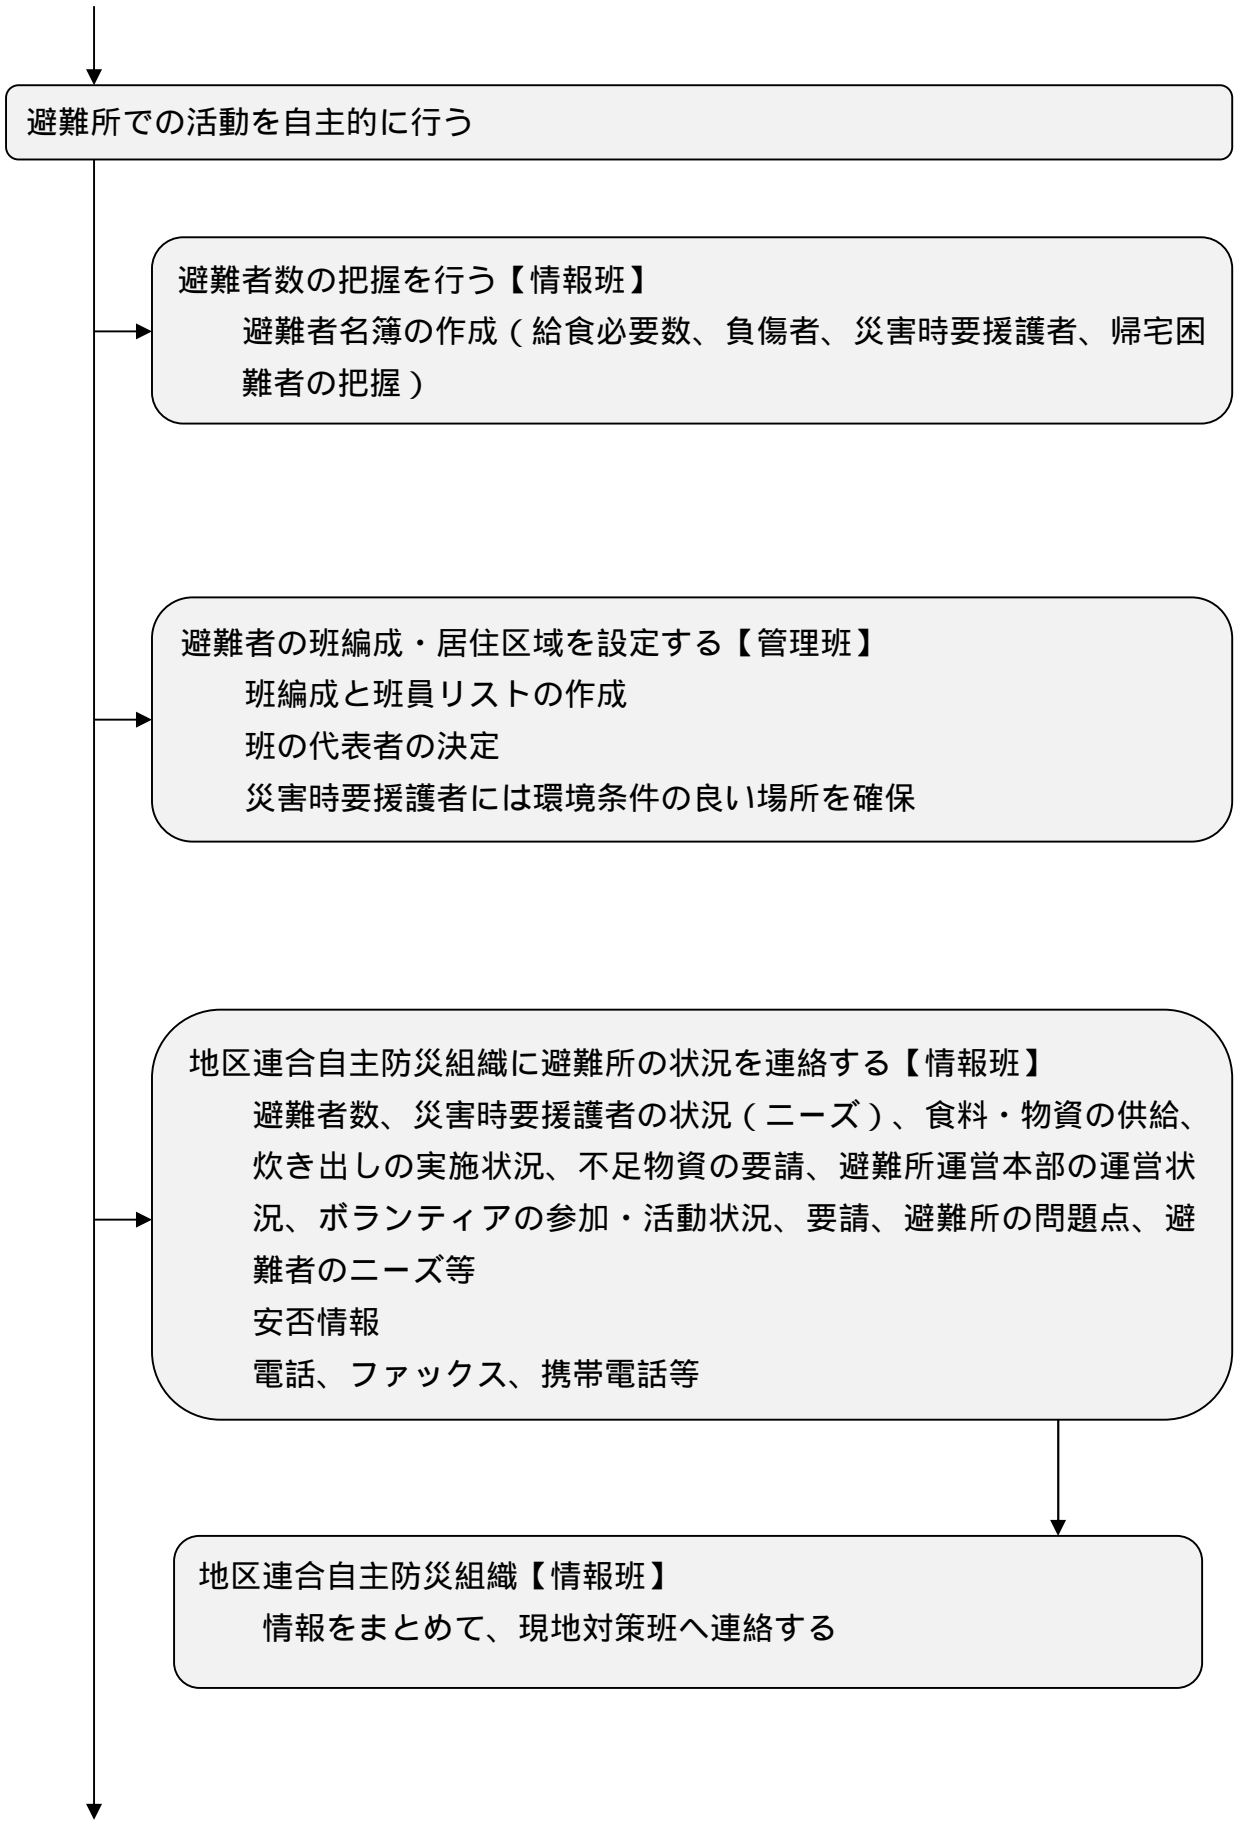 避難所での活動を自主的に行う
避難者数の把握を行う【情報班】
避難者名簿の作成（給食必要数、負傷者、災害時要援護者、帰宅困
難者の把握）
避難者の班編成・居住区域を設定する【管理班】
班編成と班員リストの作成
班の代表者の決定
災害時要援護者には環境条件の良い場所を確保
地区連合自主防災組織に避難所の状況を連絡する【情報班】
避難者数、災害時要援護者の状況（ニーズ）、食料・物資の供給、
炊き出しの実施状況、不足物資の要請、避難所運営本部の運営状
況、ボランティアの参加・活動状況、要請、避難所の問題点、避
難者のニーズ等
安否情報
電話、ファックス、携帯電話等
地区連合自主防災組織【情報班】
情報をまとめて、現地対策班へ連絡する